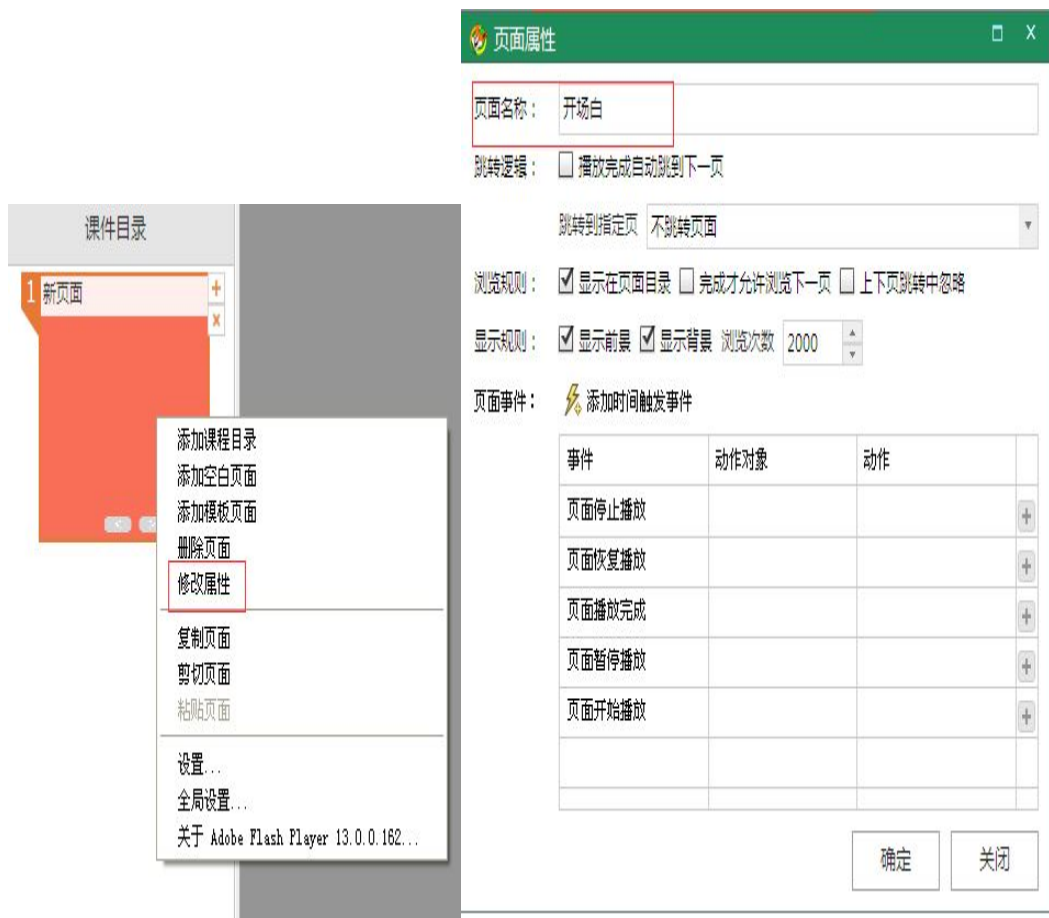 课件目录
1 新页面
添加课程目录
添加空白页面
添加模板页面
删除页面
修改属性
复制页面
剪切页面
粘贴页面
设置...
全局设置...
关于 Adobe Flash Player 13.0.0.162...
页面属性
页面名称： 开场白
跳转逻辑： 播放完成自动跳到下一页
跳转到指定页 不跳转页面
浏览规则： 显示在页面目录 完成才允许浏览下一页 上下页跳转中忽略
显示规则： 显示前景 显示背景 浏览次数 2000
页面事件： 添加时间触发事件
事件 动作对象 动作
页面停止播放
页面恢复播放
页面播放完成
页面暂停播放
页面开始播放
确定 关闭